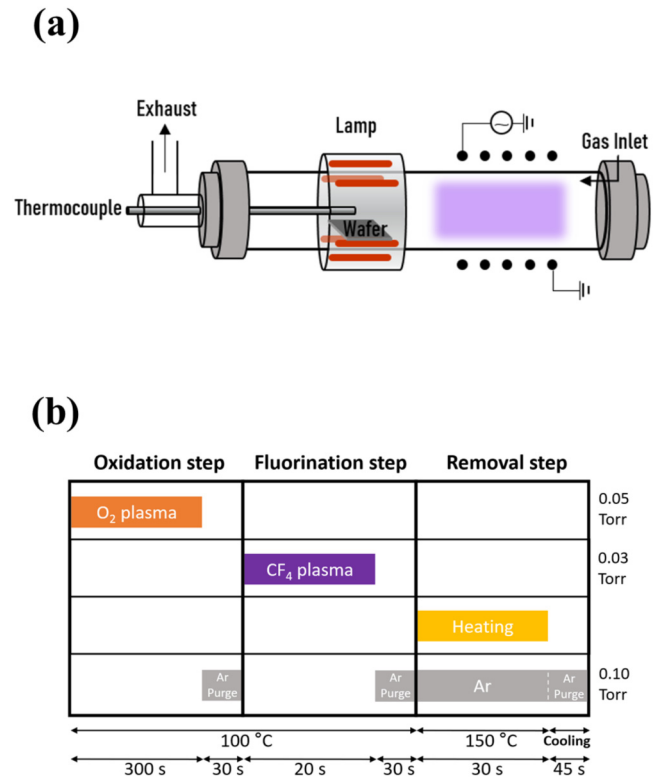 (a)
Exhaust
Lamp
Gas Inlet
Thermocouple
Wafer
(b)
Oxidation step Fluorination step Removal step
O₂ plasma
0.05
Torr
CF₄ plasma
0.03
Torr
Heating
Ar
Purge
Ar
Purge
Ar
Ar
Purge
0.10
Torr
100 °C 150 °C Cooling
300 s 30 s 20 s 30 s 30 s 45 s